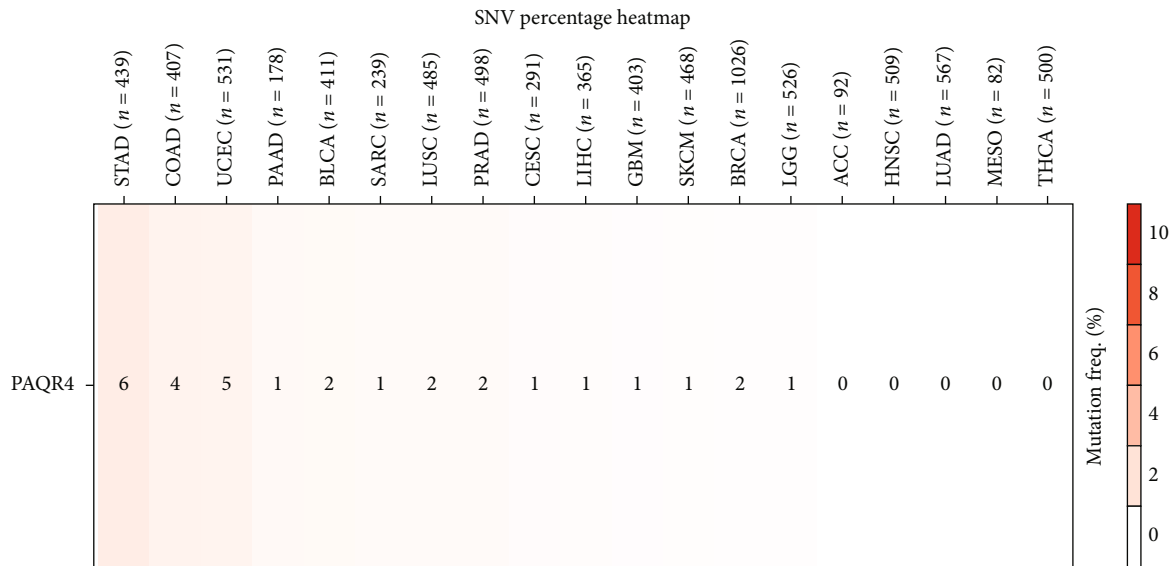 SNV percentage heatmap
STAD (n = 439)
COAD (n = 407)
UCEC (n = 531)
PAAD (n = 178)
BLCA (n = 411)
SARC (n = 239)
LUSC (n = 485)
PRAD (n = 498)
CESC (n = 291)
LIHC (n = 365)
GBM (n = 403)
SKCM (n = 468)
BRCA (n = 1026)
LGG (n = 526)
ACC (n = 92)
HNSC (n = 509)
LUAD (n = 567)
MESO (n = 82)
THCA (n = 500)
PAQR4 6 4 5 1 2 1 2 2 1 1 1 1 2 1 0 0 0 0 0
Mutation freq. (%)
10
8
6
4
2
0